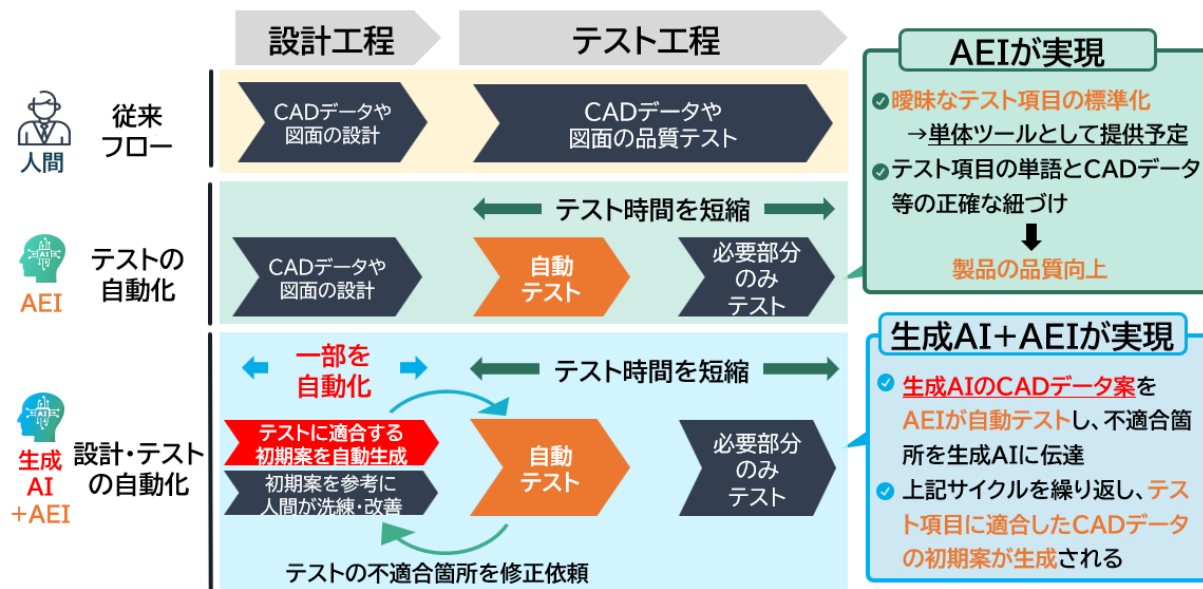 設計工程
テスト工程
人間
従来
フロー
CADデータや
図面の設計
CADデータや
図面の品質テスト
AEI
テストの
自動化
テスト時間を短縮
CADデータや
図面の設計
自動
テスト
必要部分
のみ
テスト
生成
AI
+AEI
設計・テスト
の自動化
一部を
自動化
テスト時間を短縮
テストに適合する
初期案を自動生成
初期案を参考に
人間が洗練・改善
自動
テスト
必要部分
のみ
テスト
テストの不適合箇所を修正依頼
AEIが実現
曖昧なテスト項目の標準化
→単体ツールとして提供予定
テスト項目の単語とCADデータ
等の正確な紐づけ
製品の品質向上
生成AI+AEIが実現
生成AIのCADデータ案を
AEIが自動テストし、不適合箇
所を生成AIに伝達
上記サイクルを繰り返し、テス
ト項目に適合したCADデータ
の初期案が生成される